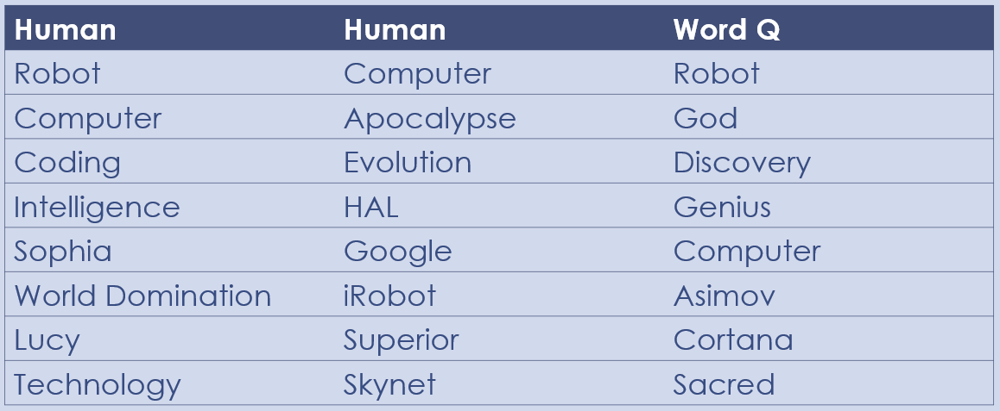 Human Human Word Q
Robot Computer Robot
Computer Apocalypse God
Coding Evolution Discovery
Intelligence HAL Genius
Sophia Google Computer
World Domination iRobot Asimov
Lucy Superior Cortana
Technology Skynet Sacred